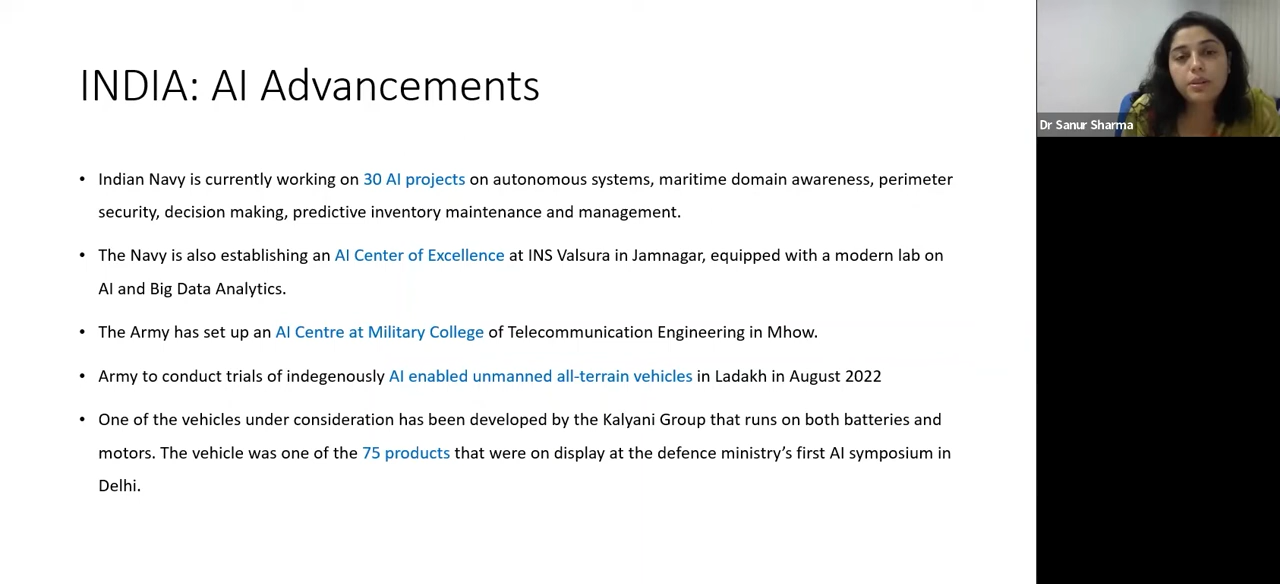 INDIA: AI Advancements
• Indian Navy is currently working on 30 AI projects on autonomous systems, maritime domain awareness, perimeter
security, decision making, predictive inventory maintenance and management.
• The Navy is also establishing an AI Center of Excellence at INS Valsura in Jamnagar, equipped with a modern lab on
AI and Big Data Analytics.
• The Army has set up an AI Centre at Military College of Telecommunication Engineering in Mhow.
• Army to conduct trials of indegenously AI enabled unmanned all-terrain vehicles in Ladakh in August 2022
• One of the vehicles under consideration has been developed by the Kalyani Group that runs on both batteries and
motors. The vehicle was one of the 75 products that were on display at the defence ministry’s first AI symposium in
Delhi.
Dr Sanur Sharma